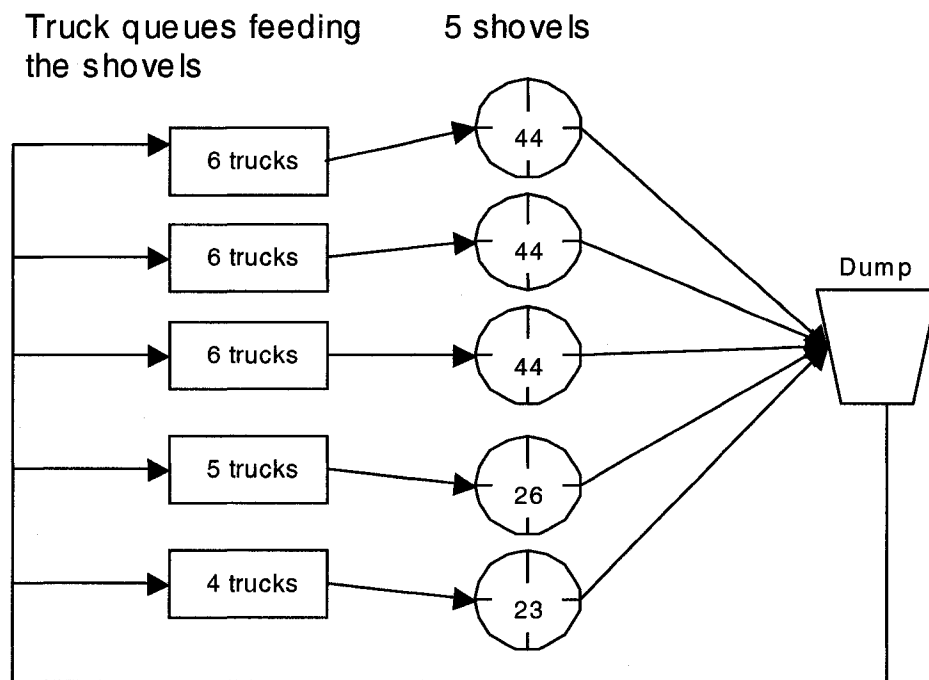 Truck queues feeding
the shovels
5 shovels
6 trucks
44
6 trucks
44
Dump
6 trucks
44
5 trucks
26
4 trucks
23